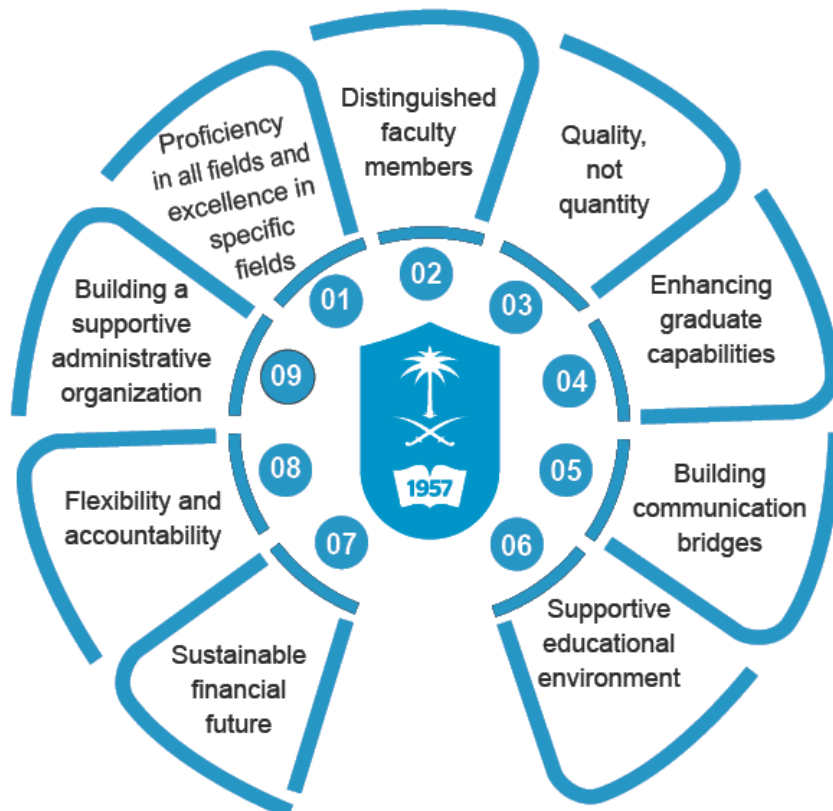 01
Proficiency
in all fields and
excellence in
specific
fields
02
Distinguished
faculty
members
03
Quality,
not
quantity
04
Enhancing
graduate
capabilities
05
Building
communication
bridges
06
Supportive
educational
environment
07
Sustainable
financial
future
08
Flexibility and
accountability
09
Building a
supportive
administrative
organization
1957